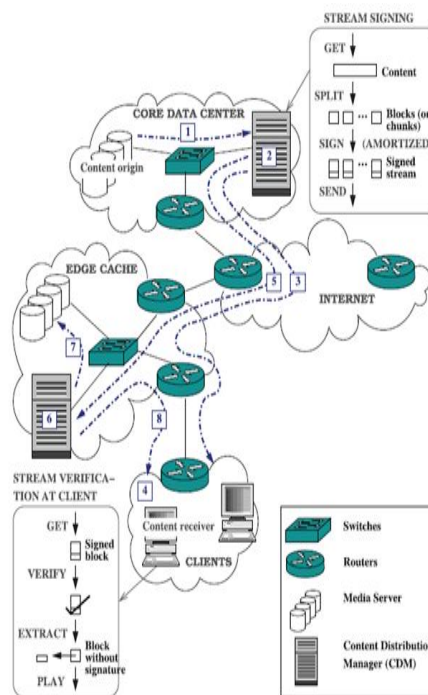 STREAM SIGNING
GET
Content
SPLIT
Blocks (or
chunks)
SIGN (AMORTIZED)
Signed
stream
SEND
CORE DATA CENTER
1
2
Content origin
EDGE CACHE
5
3
INTERNET
7
6
8
4
STREAM VERIFICA–
TION AT CLIENT
GET
Signed
block
VERIFY
EXTRACT
Block
without
signature
PLAY
Content receiver
CLIENTS
Switches
Routers
Media Server
Content Distribution
Manager (CDM)